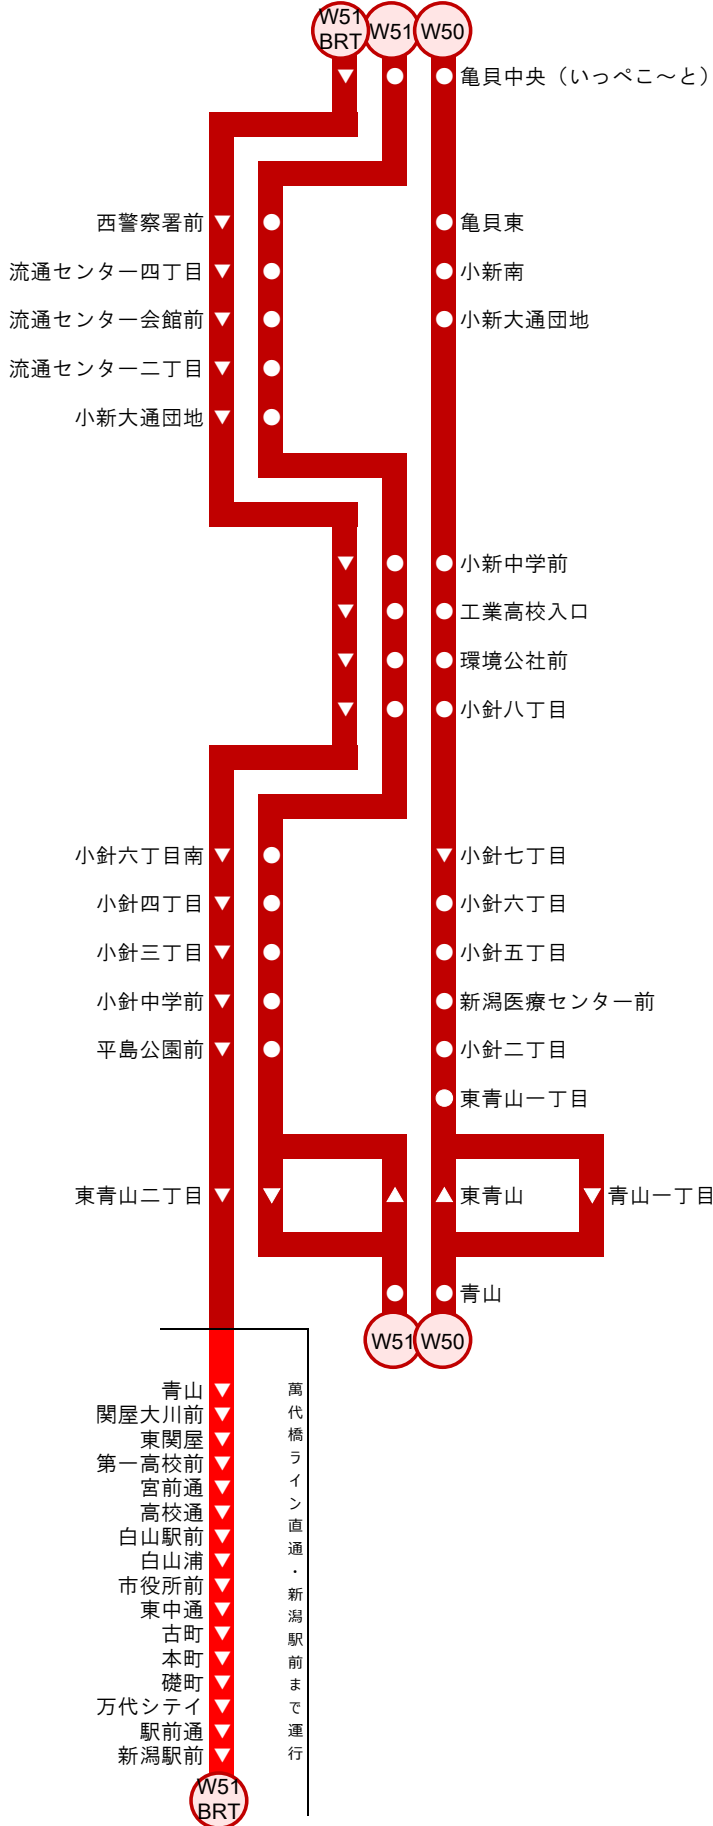 W51
BRT
W51
W50
亀貝中央（いっぺこ～と）
西警察署前
亀貝東
流通センター四丁目
小新南
流通センター会館前
小新大通団地
流通センター二丁目
小新大通団地
小新中学前
工業高校入口
環境公社前
小針八丁目
小針六丁目南
小針七丁目
小針四丁目
小針六丁目
小針三丁目
小針五丁目
小針中学前
新潟医療センター前
平島公園前
小針二丁目
東青山一丁目
東青山二丁目
東青山
青山一丁目
青山
W51
W50
青山
関屋大川前
東関屋
第一高校前
宮前通
高校通
白山駅前
白山浦
市役所前
東中通
古町
本町
礎町
万代シテイ
駅前通
新潟駅前
萬代橋ライン直通・新潟駅前まで運行
W51
BRT